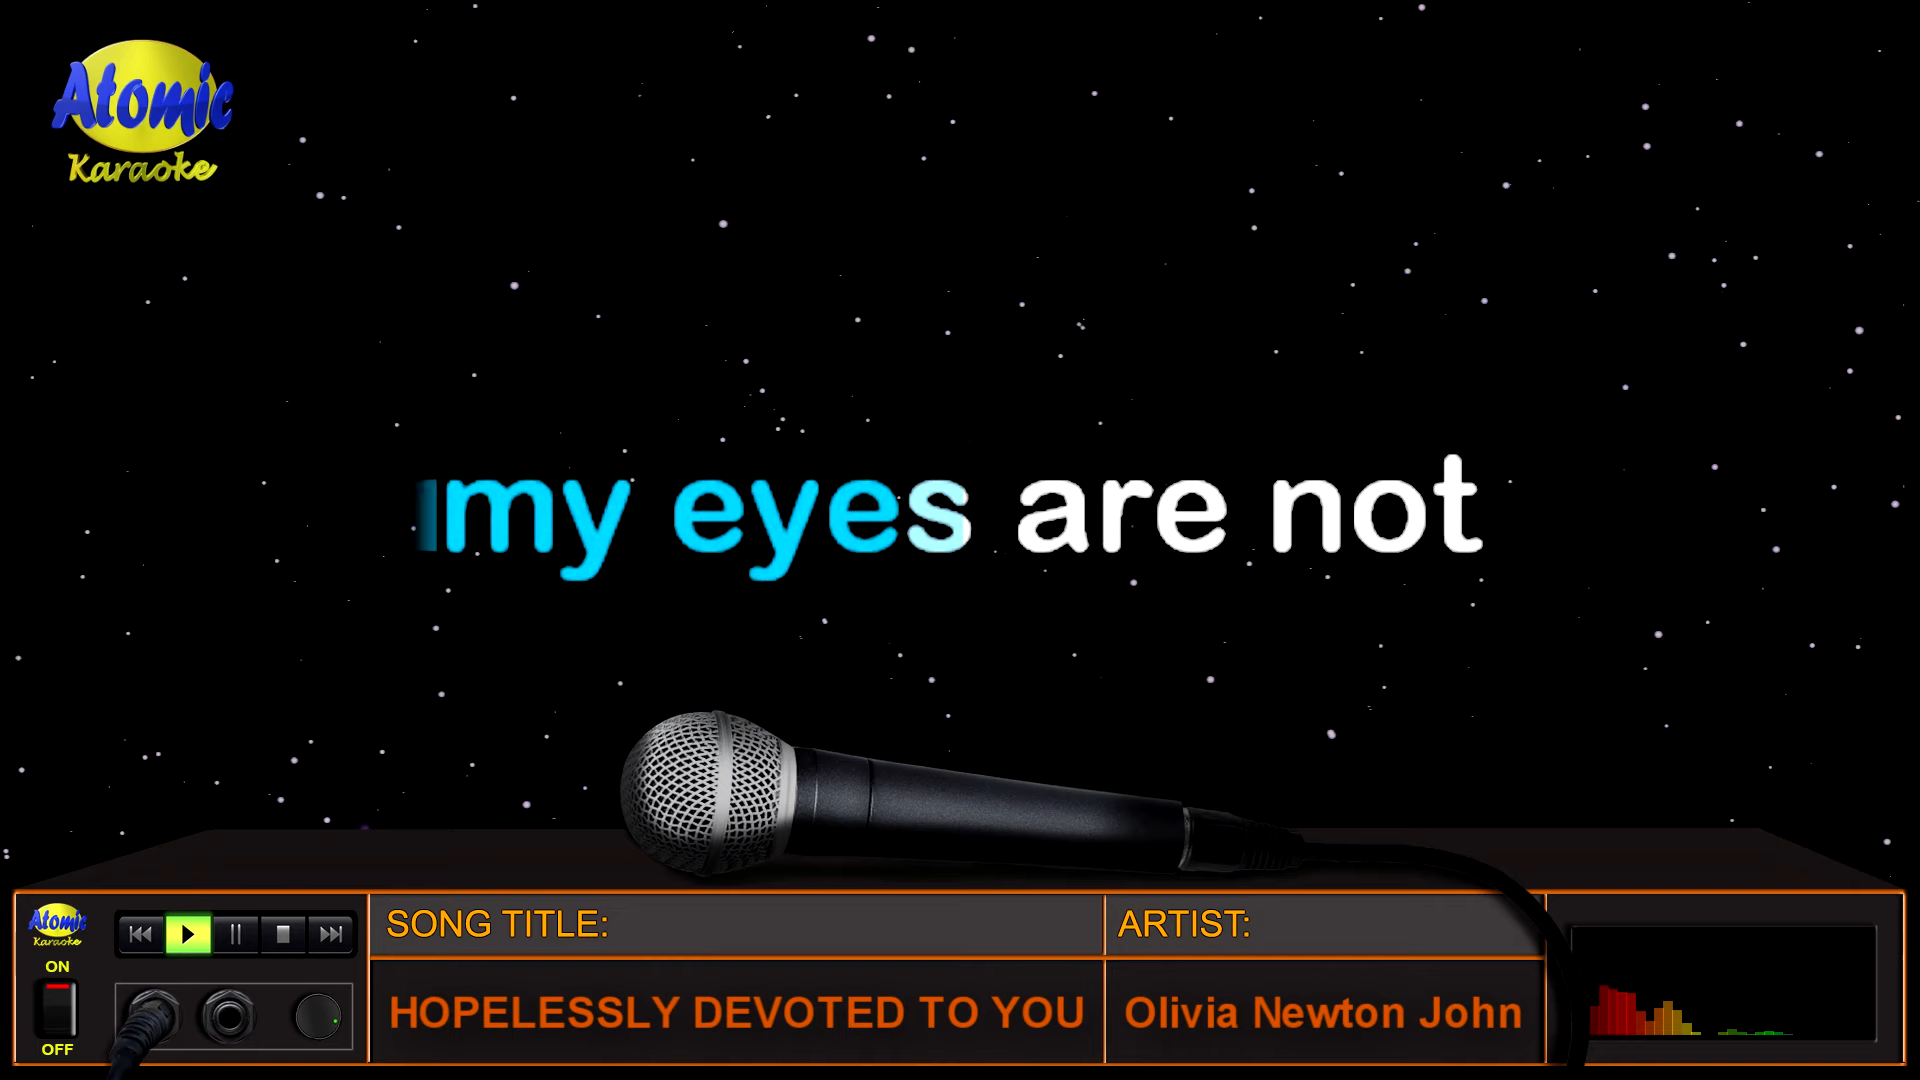 Atomic
Karaoke
my eyes are not
Atomic
Karaoke
ON
OFF
SONG TITLE:
ARTIST:
HOPELESSLY DEVOTED TO YOU
Olivia Newton John